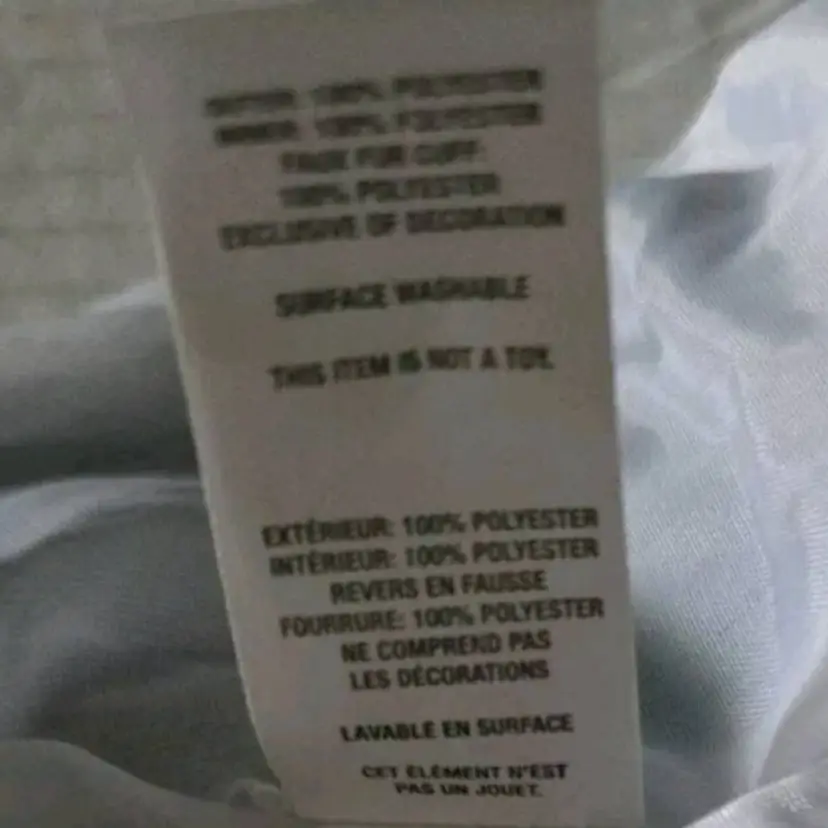 100% POLYESTER
100% POLYESTER
FAUX FUR CUFF:
100% POLYESTER
EXCLUSIVE OF DECORATION
SURFACE WASHABLE
THIS ITEM IS NOT A TOY.
EXTÉRIEUR: 100% POLYESTER
INTÉRIEUR: 100% POLYESTER
REVERS EN FAUSSE
FOURRURE: 100% POLYESTER
NE COMPREND PAS
LES DÉCORATIONS
LAVABLE EN SURFACE
CET ÉLÉMENT N'EST
PAS UN JOUET.